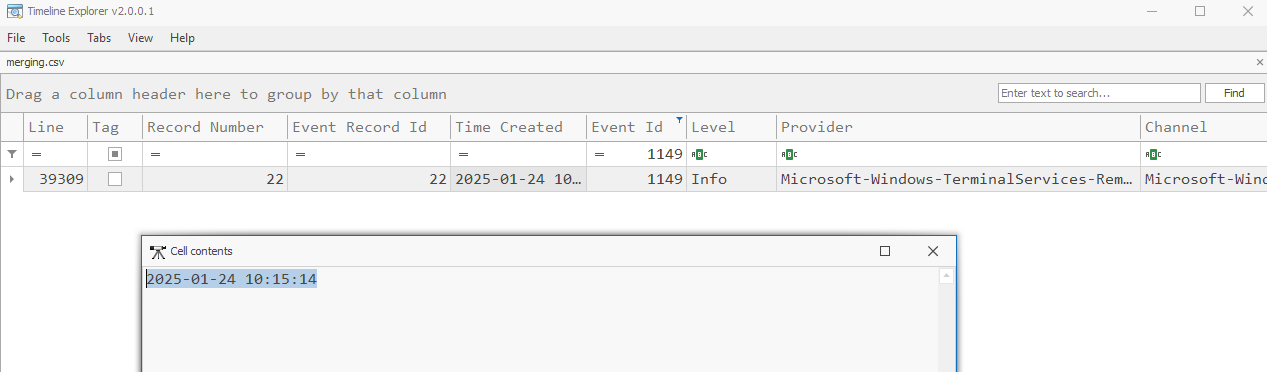 Timeline Explorer v2.0.0.1
File Tools Tabs View Help
merging.csv
Drag a column header here to group by that column
Enter text to search... Find
Line Tag Record Number Event Record Id Time Created Event Id Level Provider Channel
= = = = = 1149 ABC ABC ABC
39309 22 22 2025-01-24 10… 1149 Info Microsoft-Windows-TerminalServices-Rem… Microsoft-Wind
Cell contents
2025-01-24 10:15:14